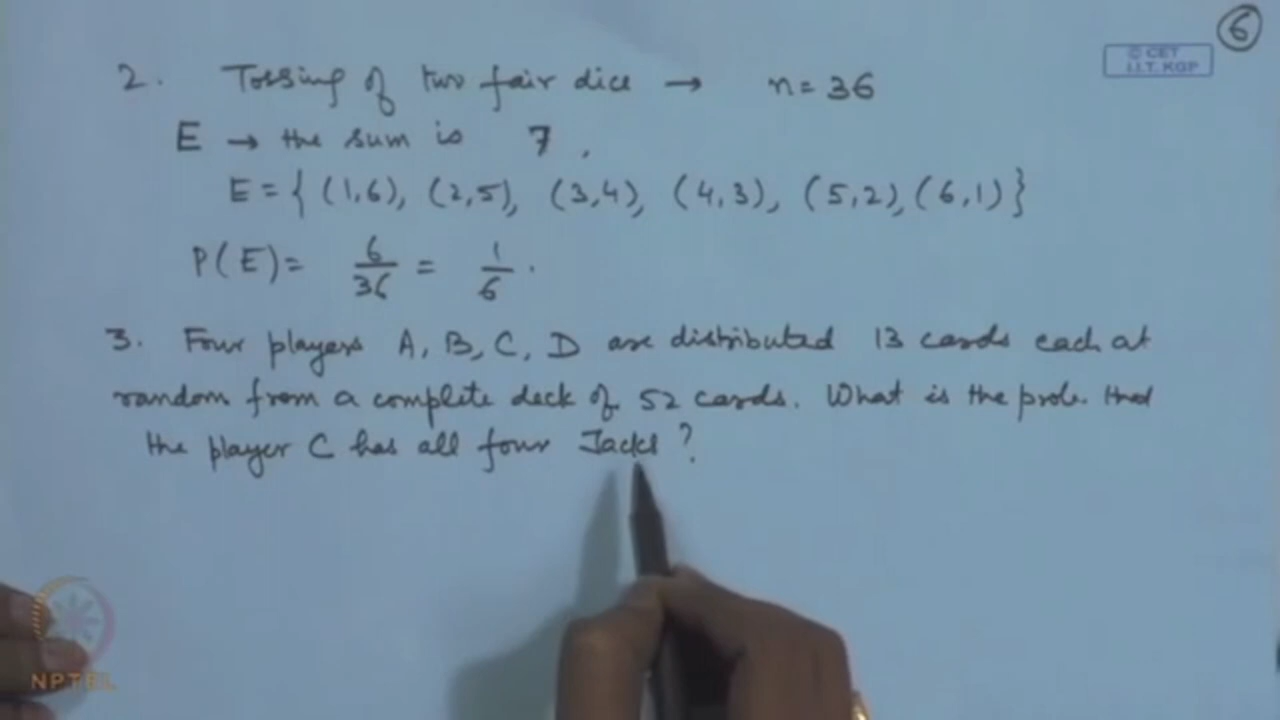 6
© CET
I.I.T. KGP
2. Tossing of two fair dice → n = 36
E → the sum is 7.
E = { (1,6), (2,5), (3,4), (4,3), (5,2), (6,1) }
P(E) = 6/36 = 1/6 .
3. Four players A, B, C, D are distributed 13 cards each at
random from a complete deck of 52 cards. What is the prob. that
the player C has all four Jacks ?
NPTEL